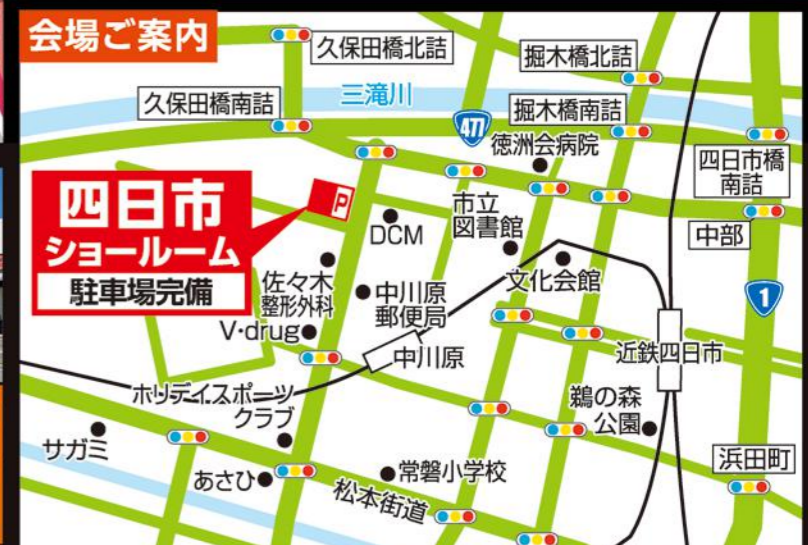 会場ご案内
久保田橋北詰
掘木橋北詰
久保田橋南詰
三滝川
477
掘木橋南詰
徳洲会病院
四日市橋
南詰
四日市
ショールーム
駐車場完備
P
DCM
市立
図書館
中部
佐々木
整形外科
中川原
郵便局
文化会館
1
V・drug
中川原
近鉄四日市
ホリデイスポーツ
クラブ
鵜の森
公園
サガミ
あさひ
常磐小学校
松本街道
浜田町